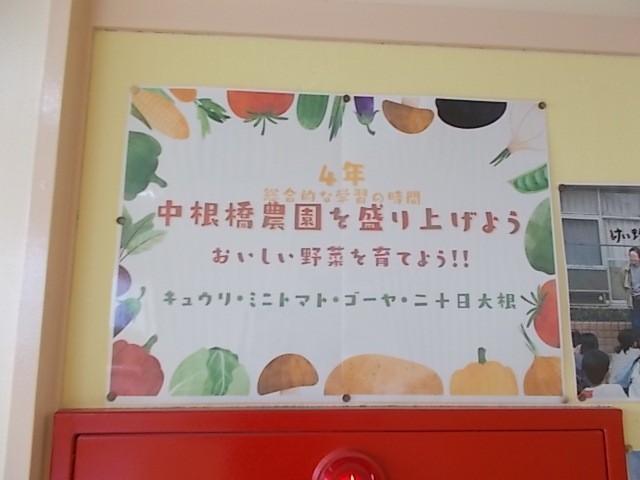 4年
総合的な学習の時間
中根橋農園を盛り上げよう
おいしい野菜を育てよう!!
キュウリ・ミニトマト・ゴーヤ・二十日大根